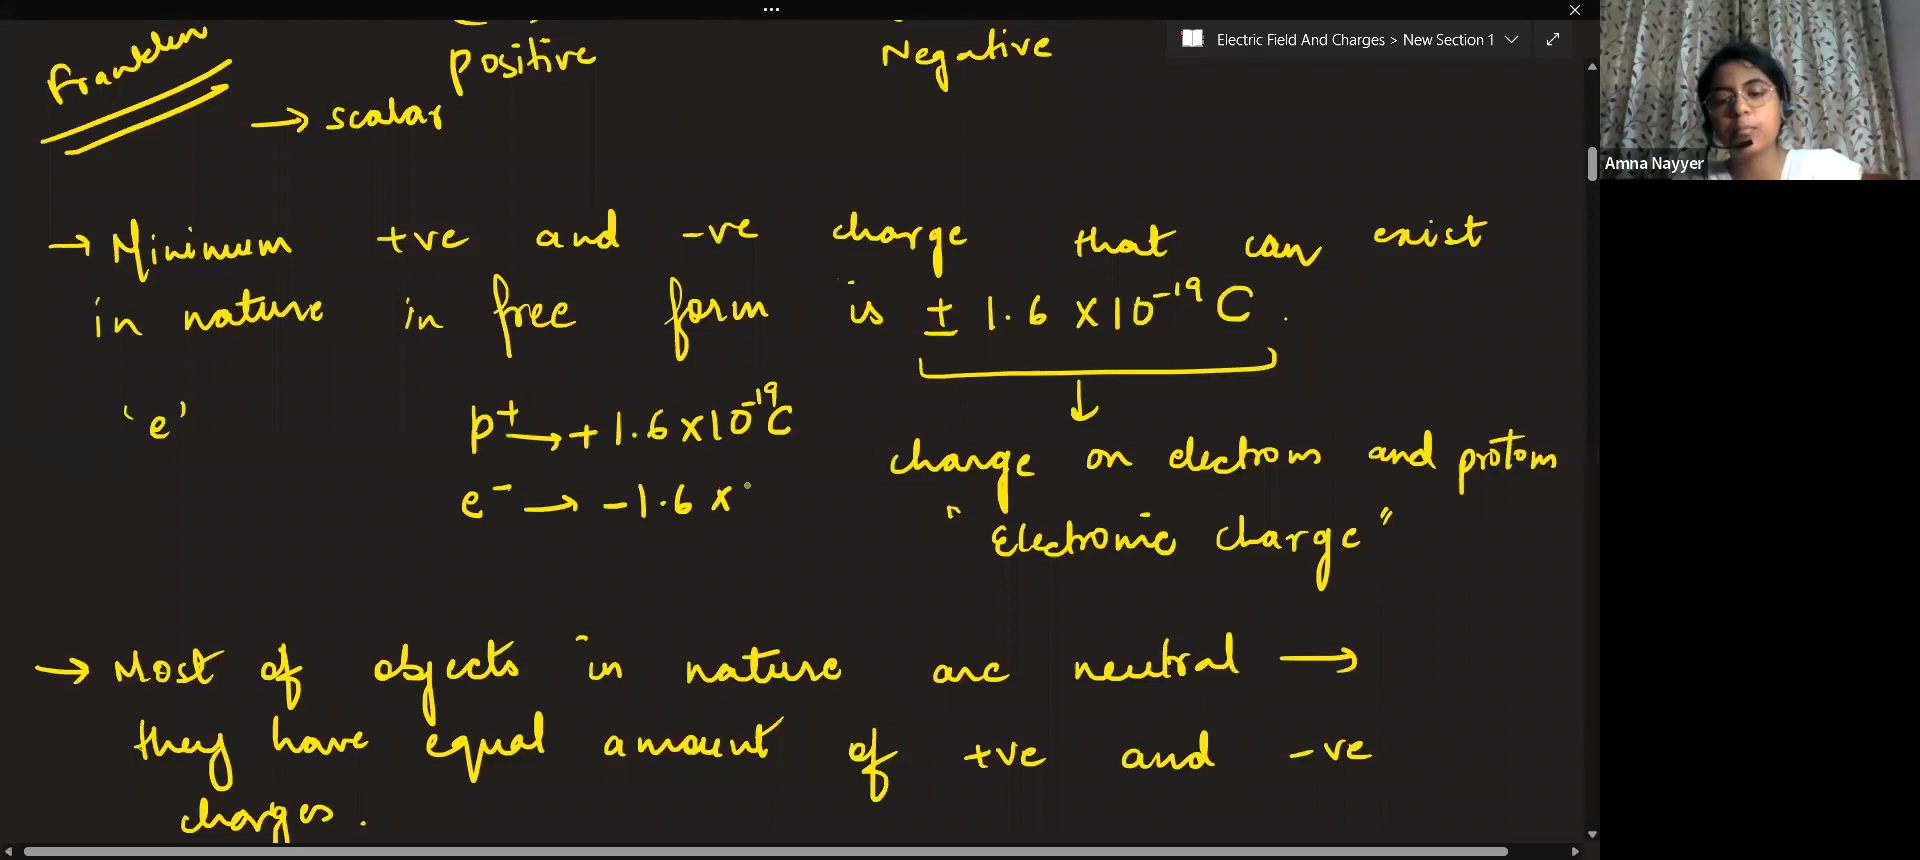 Electric Field And Charges > New Section 1
Franklin
positive
Negative
→ scalar
Amna Nayyer
→ Minimum +ve and -ve charge that can exist
in nature in free form is ± 1.6 × 10⁻¹⁹ C .
'e'
p⁺ → + 1.6 × 10⁻¹⁹ C
e⁻ → - 1.6 ×
↓
charge on electrons and protons
"Electronic charge"
→ Most of objects in nature are neutral →
they have equal amount of +ve and -ve
charges .